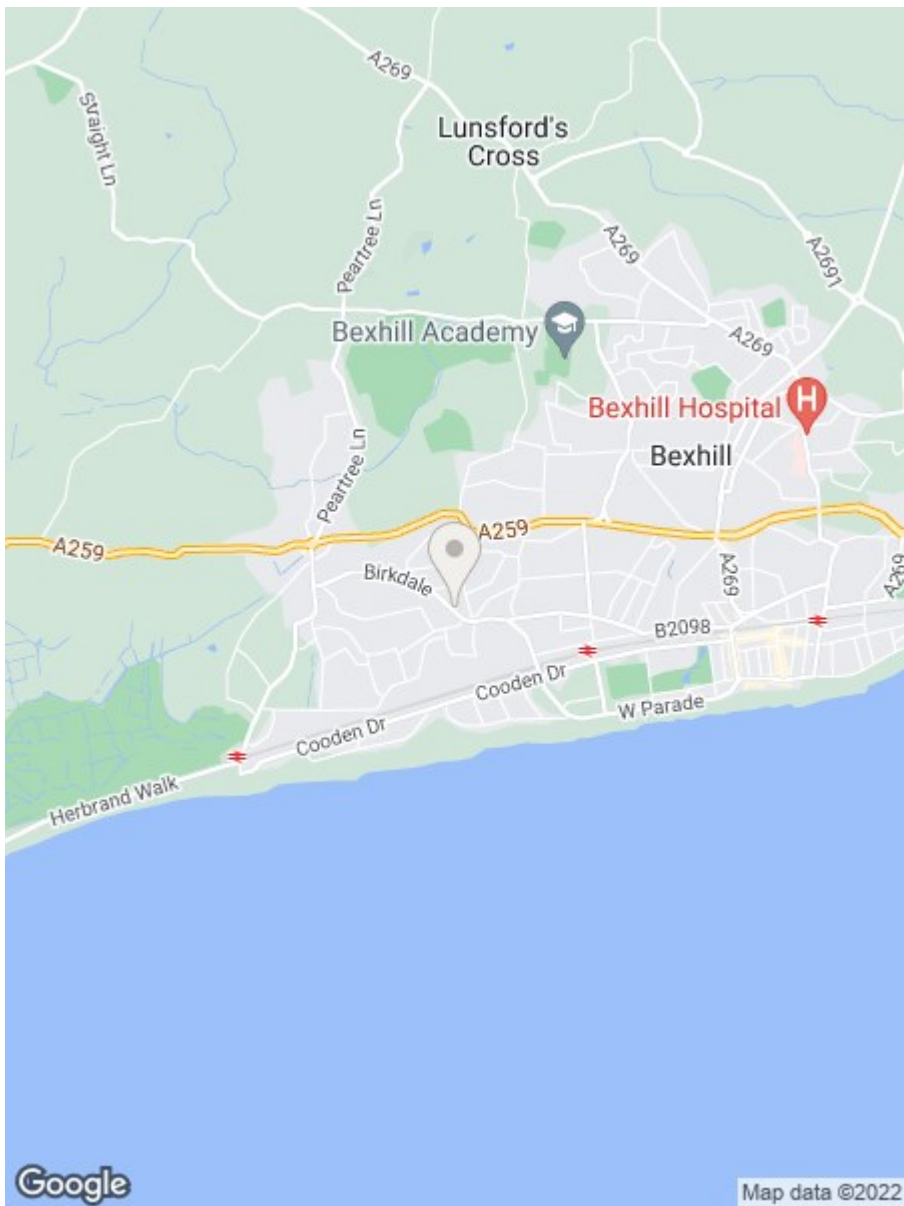 A269
Lunsford's
Cross
Straight Ln
Peartree Ln
A269
A2691
Bexhill Academy
A269
Bexhill Hospital
H
Bexhill
Peartree Ln
A259
A259
Birkdale
A269
A269
B2098
Cooden Dr
W Parade
Cooden Dr
Herbrand Walk
Google
Map data ©2022